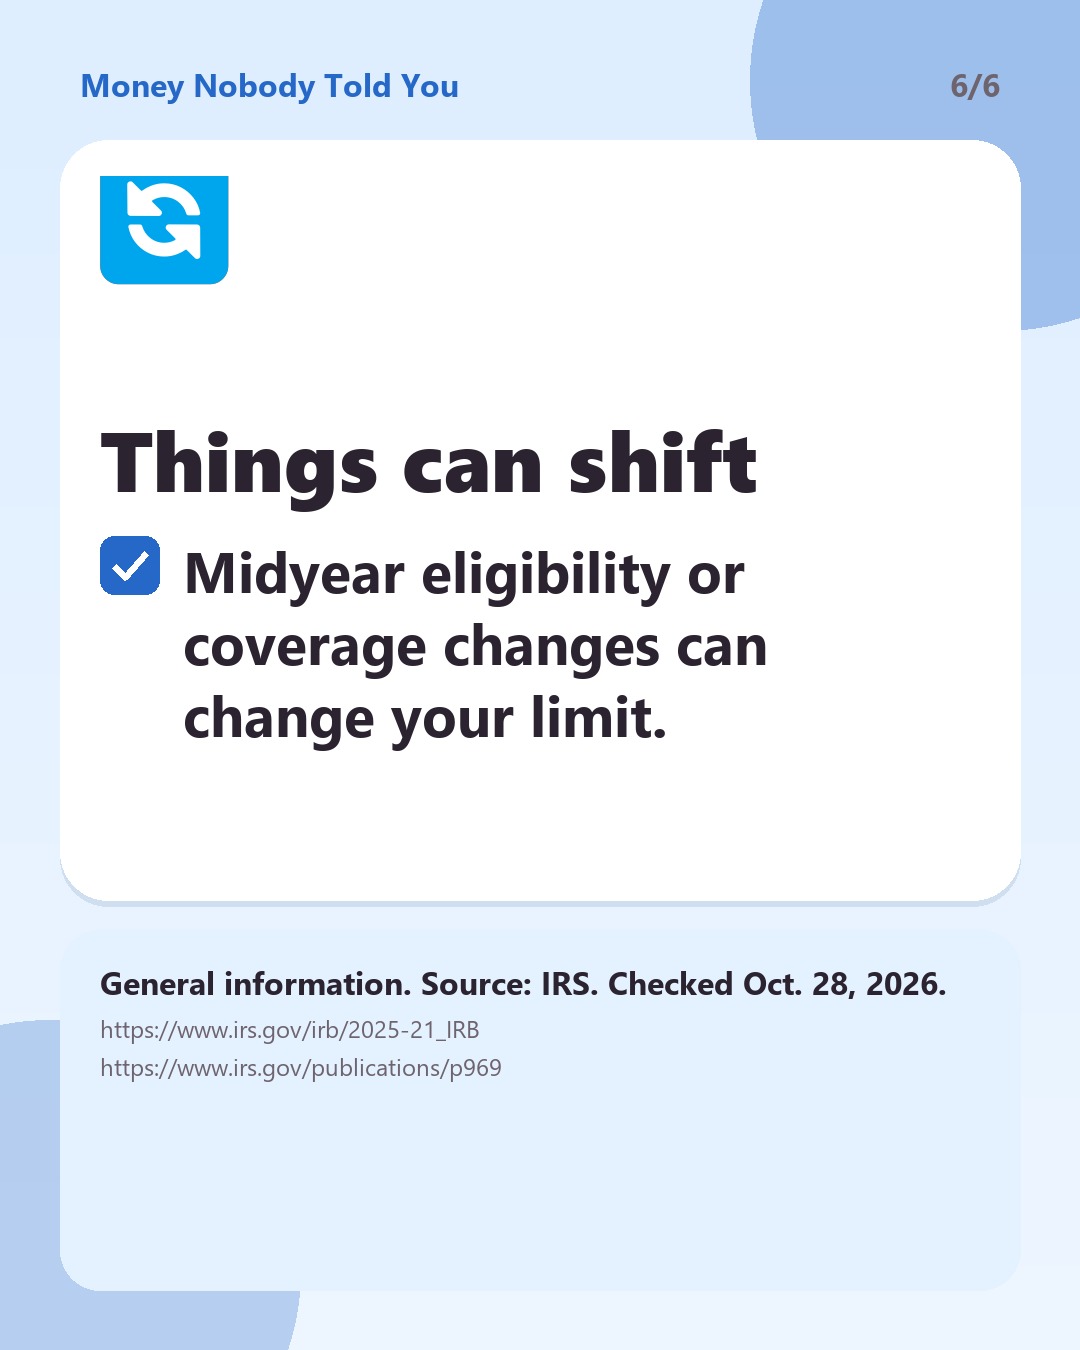 Money Nobody Told You
6/6
Things can shift
Midyear eligibility or
coverage changes can
change your limit.
General information. Source: IRS. Checked Oct. 28, 2026.
https://www.irs.gov/irb/2025-21_IRB
https://www.irs.gov/publications/p969